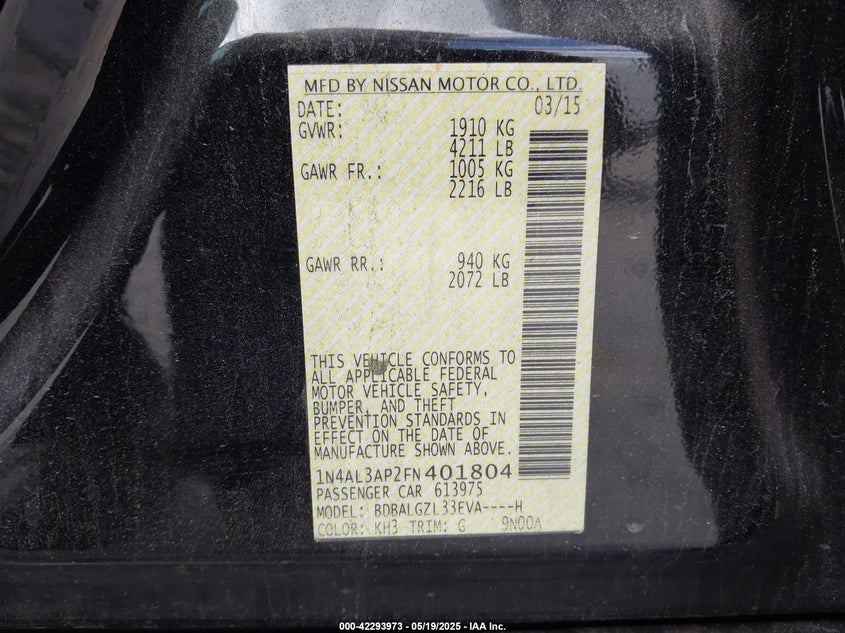 MFD BY NISSAN MOTOR CO., LTD.
DATE: 03/15
GVWR: 1910 KG
4211 LB
GAWR FR.: 1005 KG
2216 LB
GAWR RR.: 940 KG
2072 LB
THIS VEHICLE CONFORMS TO
ALL APPLICABLE FEDERAL
MOTOR VEHICLE SAFETY,
BUMPER, AND THEFT
PREVENTION STANDARDS IN
EFFECT ON THE DATE OF
MANUFACTURE SHOWN ABOVE.
1N4AL3AP2FN401804
PASSENGER CAR 613975
MODEL: BDBALGZL33EVA----H
COLOR: KH3 TRIM: G 9N00A
000-42293973 - 05/19/2025 - IAA Inc.